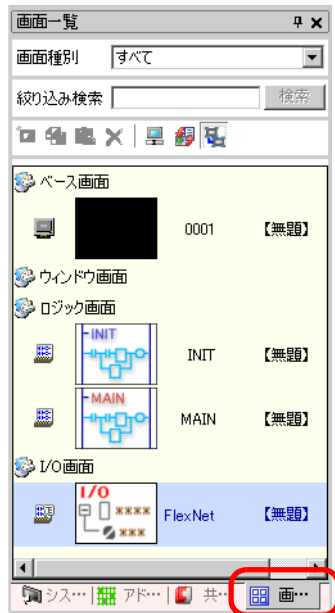 画面一覧
画面種別 すべて
絞り込み検索 検索
ベース画面
0001 【無題】
ウィンドウ画面
ロジック画面
INIT
INIT 【無題】
MAIN
MAIN 【無題】
I/O画面
I/O
****
***
FlexNet 【無題】
シス… アド… 共… 画…